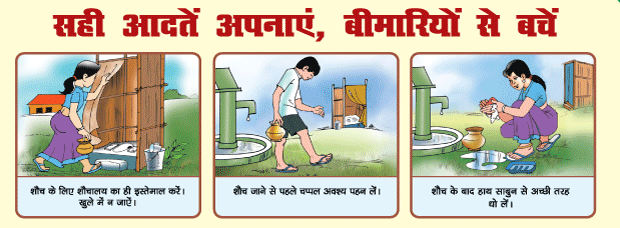 सही आदतें अपनाएं, बीमारियों से बचें
शौच के लिए शौचालय का ही इस्तेमाल करें।
खुले में न जाऐं।
शौच जाने से पहले चप्पल अवश्य पहन लें।
शौच के बाद हाथ साबुन से अच्छी तरह
धो लें।